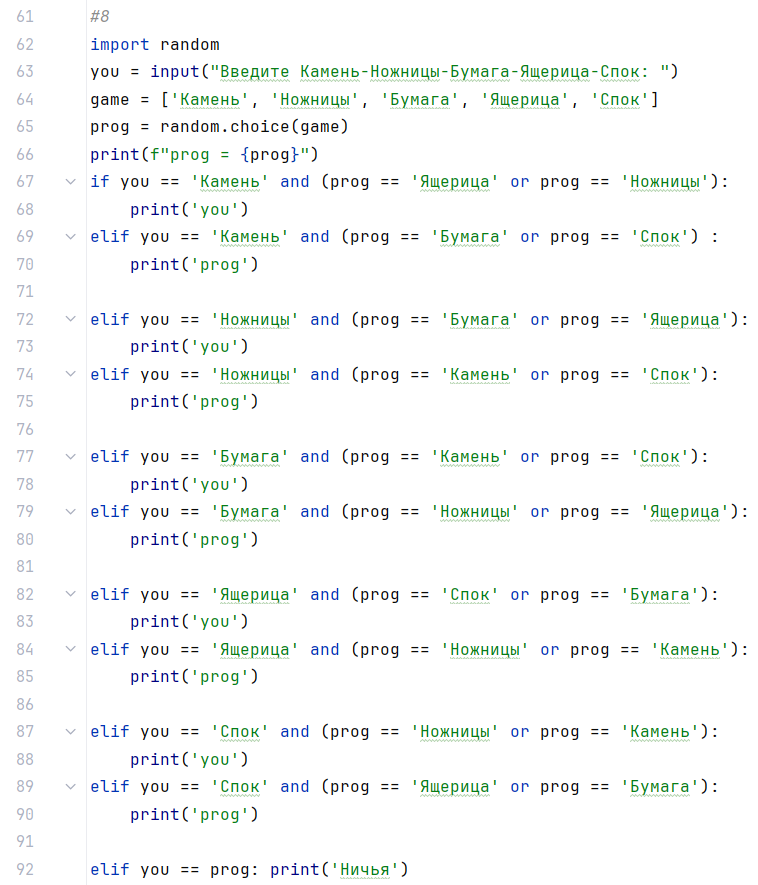 61 #8
62 import random
63 you = input("Введите Камень-Ножницы-Бумага-Ящерица-Спок: ")
64 game = ['Камень', 'Ножницы', 'Бумага', 'Ящерица', 'Спок']
65 prog = random.choice(game)
66 print(f"prog = {prog}")
67 if you == 'Камень' and (prog == 'Ящерица' or prog == 'Ножницы'):
68     print('you')
69 elif you == 'Камень' and (prog == 'Бумага' or prog == 'Спок') :
70     print('prog')
71
72 elif you == 'Ножницы' and (prog == 'Бумага' or prog == 'Ящерица'):
73     print('you')
74 elif you == 'Ножницы' and (prog == 'Камень' or prog == 'Спок'):
75     print('prog')
76
77 elif you == 'Бумага' and (prog == 'Камень' or prog == 'Спок'):
78     print('you')
79 elif you == 'Бумага' and (prog == 'Ножницы' or prog == 'Ящерица'):
80     print('prog')
81
82 elif you == 'Ящерица' and (prog == 'Спок' or prog == 'Бумага'):
83     print('you')
84 elif you == 'Ящерица' and (prog == 'Ножницы' or prog == 'Камень'):
85     print('prog')
86
87 elif you == 'Спок' and (prog == 'Ножницы' or prog == 'Камень'):
88     print('you')
89 elif you == 'Спок' and (prog == 'Ящерица' or prog == 'Бумага'):
90     print('prog')
91
92 elif you == prog: print('Ничья')